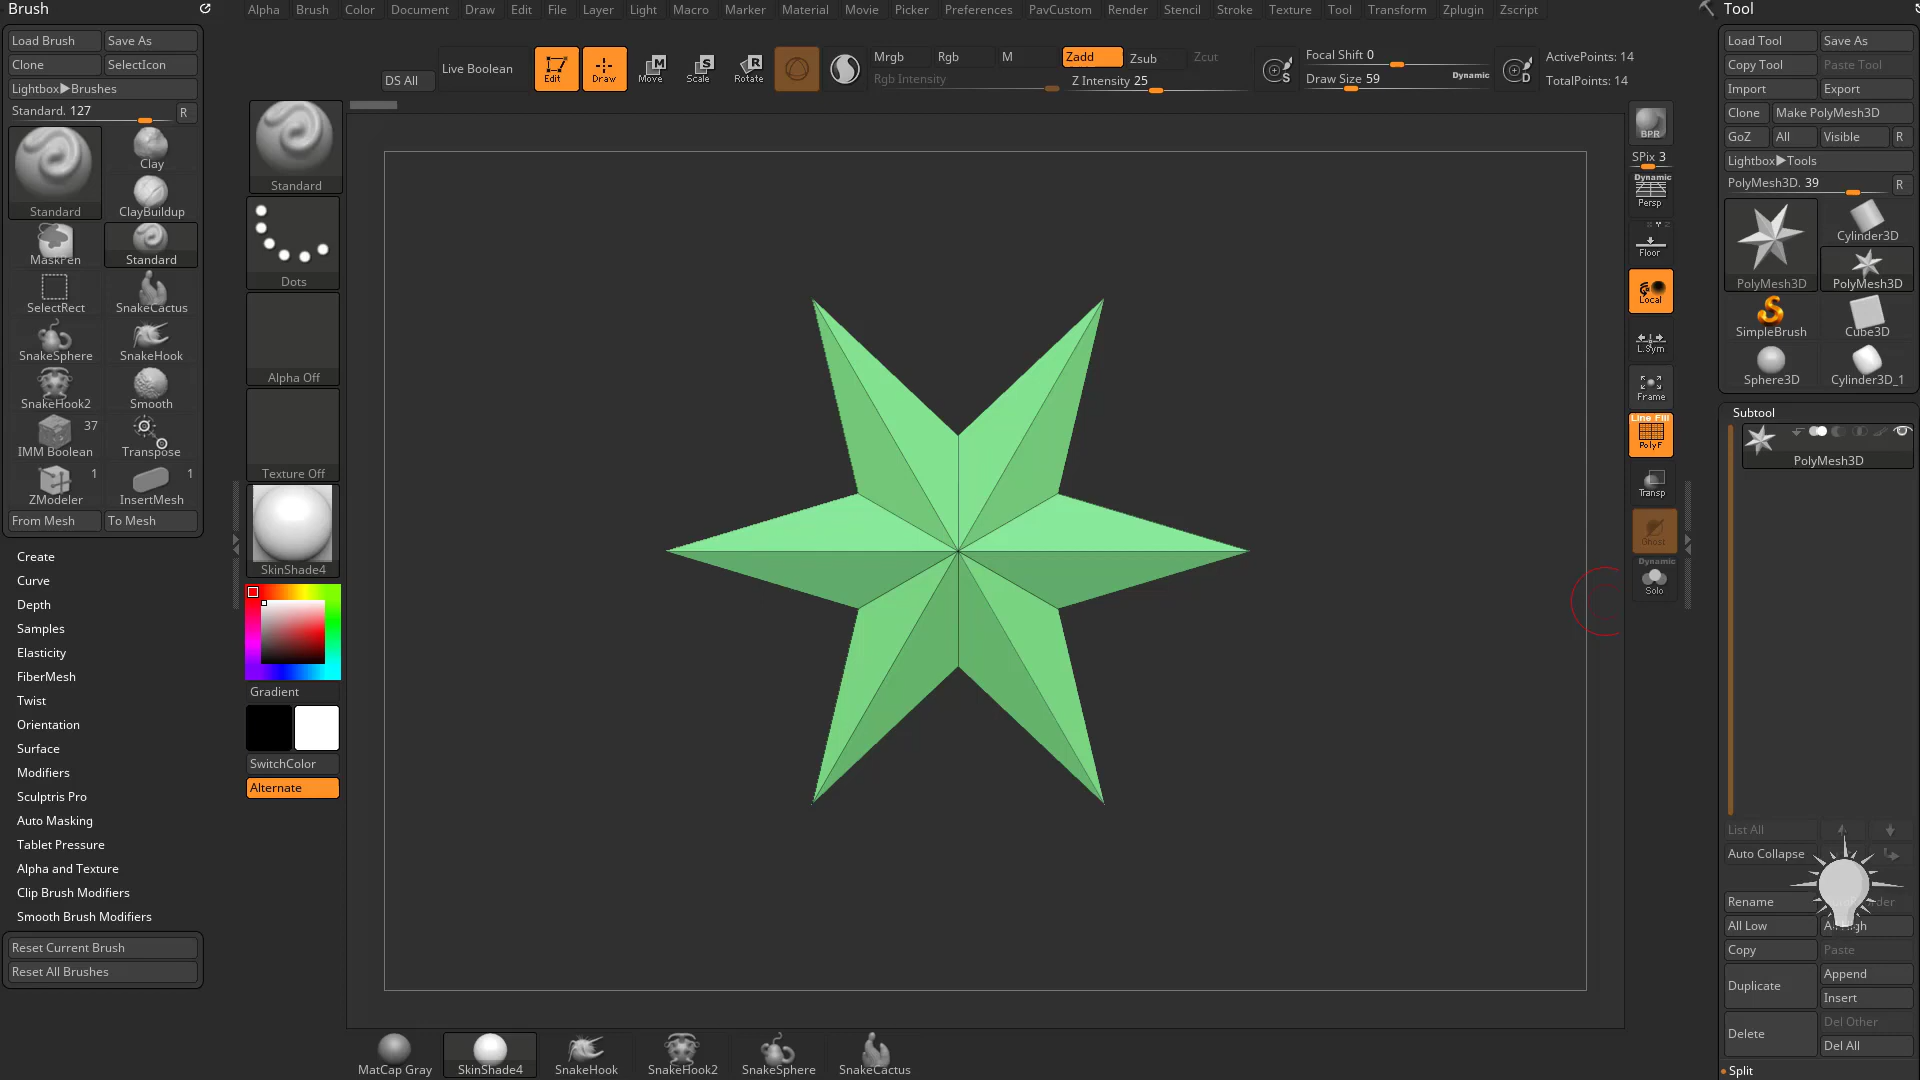 Brush
Load Brush
Save As
Clone
SelectIcon
Lightbox▶Brushes
Standard. 127
R
Standard
Clay
ClayBuildup
MaskPen
Standard
SelectRect
SnakeCactus
SnakeSphere
SnakeHook
SnakeHook2
Smooth
37
IMM Boolean
Transpose
1
ZModeler
1
InsertMesh
From Mesh
To Mesh
Create
Curve
Depth
Samples
Elasticity
FiberMesh
Twist
Orientation
Surface
Modifiers
Sculptris Pro
Auto Masking
Tablet Pressure
Alpha and Texture
Clip Brush Modifiers
Smooth Brush Modifiers
Reset Current Brush
Reset All Brushes
Alpha Brush Color Document Draw Edit File Layer Light Macro Marker Material Movie Picker Preferences PavCustom Render Stencil Stroke Texture Tool Transform Zplugin Zscript
DS All
Live Boolean
Edit
Draw
Move
Scale
Rotate
Mrgb
Rgb
M
Rgb Intensity
Zadd
Zsub
Zcut
Z Intensity 25
S
Focal Shift 0
Draw Size 59
Dynamic
D
ActivePoints: 14
TotalPoints: 14
Standard
Dots
Alpha Off
Texture Off
SkinShade4
Gradient
SwitchColor
Alternate
MatCap Gray
SkinShade4
SnakeHook
SnakeHook2
SnakeSphere
SnakeCactus
BPR
SPix 3
Dynamic
Persp
Floor
Local
L.Sym
Frame
Line Fill
PolyF
Transp
Ghost
Dynamic
Solo
Tool
Load Tool
Save As
Copy Tool
Paste Tool
Import
Export
Clone
Make PolyMesh3D
GoZ
All
Visible
R
Lightbox▶Tools
PolyMesh3D. 39
R
PolyMesh3D
Cylinder3D
PolyMesh3D
SimpleBrush
Cube3D
Sphere3D
Cylinder3D_1
Subtool
PolyMesh3D
List All
Auto Collapse
Rename
All Low
Copy
Paste
Duplicate
Append
Insert
Delete
Del Other
Del All
Split